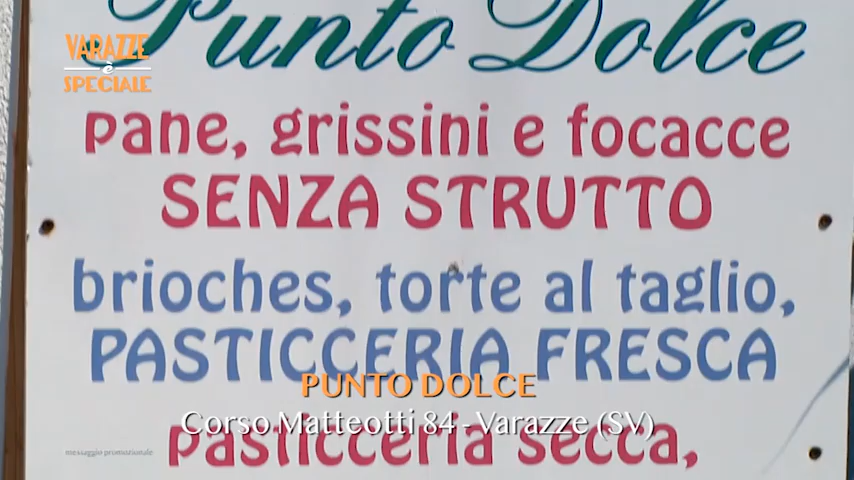 Punto Dolce
VARAZZE
è
SPECIALE
pane, grissini e focacce
SENZA STRUTTO
brioches, torte al taglio,
PASTICCERIA FRESCA
PUNTO DOLCE
Corso Matteotti 84 - Varazze (SV)
pasticceria secca,
messaggio promozionale